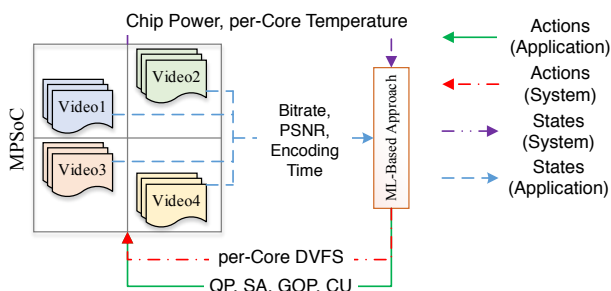 Chip Power, per-Core Temperature
MPSoC
Video1
Video2
Video3
Video4
Bitrate,
PSNR,
Encoding
Time
ML-Based Approach
per-Core DVFS
QP, SA, GOP, CU
Actions
(Application)
Actions
(System)
States
(System)
States
(Application)